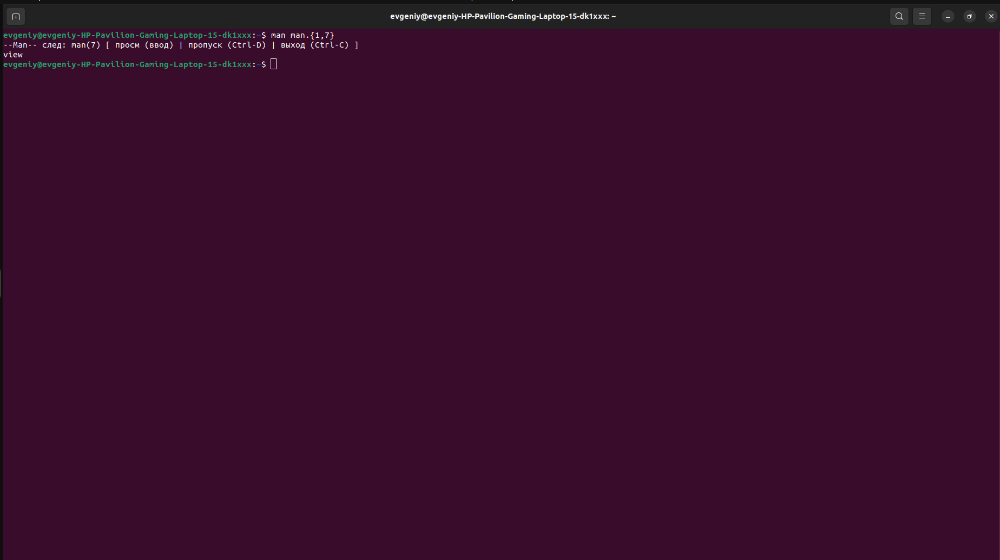 evgeniy@evgeniy-HP-Pavilion-Gaming-Laptop-15-dk1xxx: ~
evgeniy@evgeniy-HP-Pavilion-Gaming-Laptop-15-dk1xxx:~$ man man.{1,7}
--Man-- след: man(7) [ просм (ввод) | пропуск (Ctrl-D) | выход (Ctrl-C) ]
view
evgeniy@evgeniy-HP-Pavilion-Gaming-Laptop-15-dk1xxx:~$